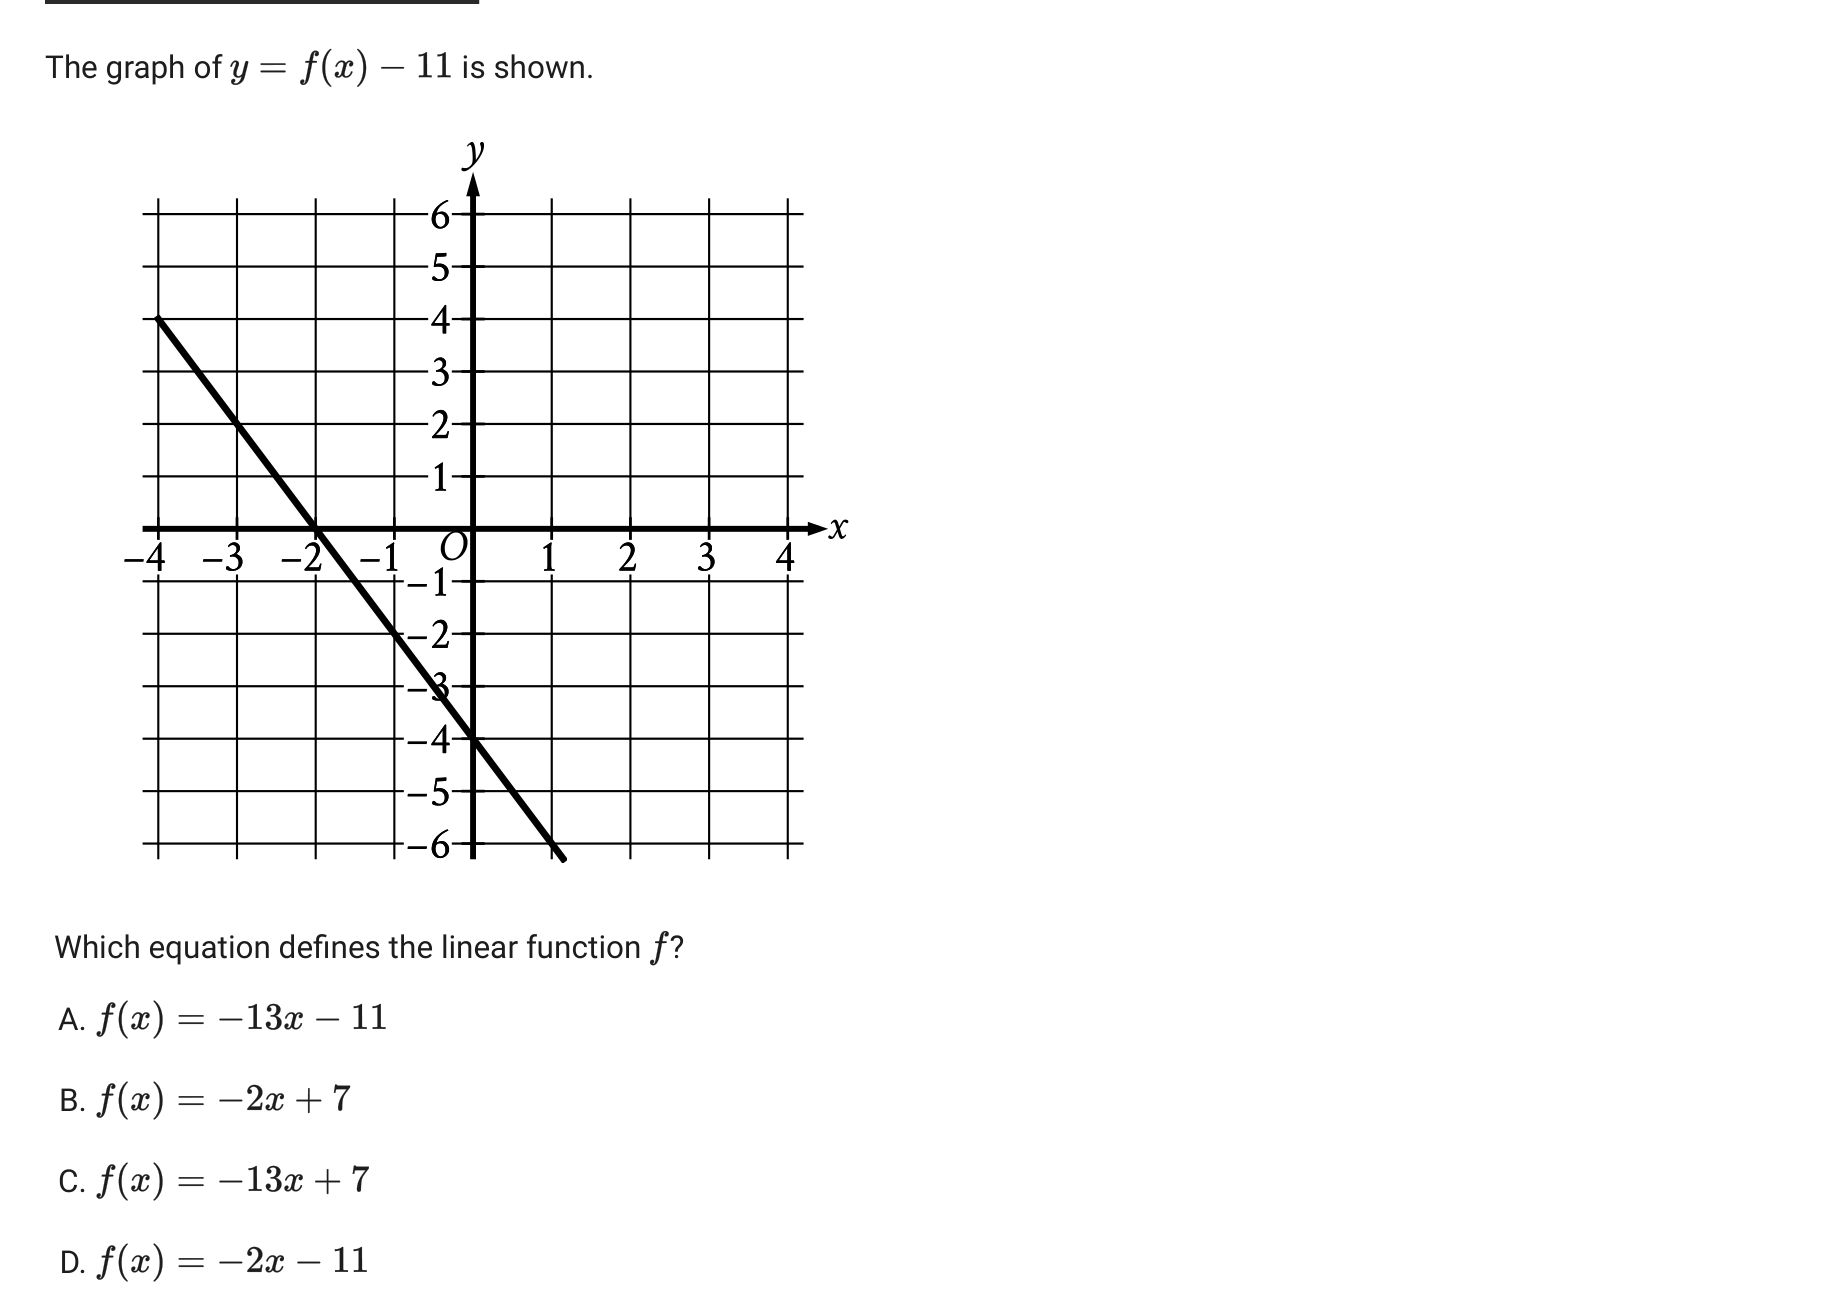 The graph of y = f(x) − 11 is shown.
y
6
5
4
3
2
1
x
−4 −3 −2 −1 O 1 2 3 4
−1
−2
−3
−4
−5
−6
Which equation defines the linear function f?
A. f(x) = −13x − 11
B. f(x) = −2x + 7
C. f(x) = −13x + 7
D. f(x) = −2x − 11